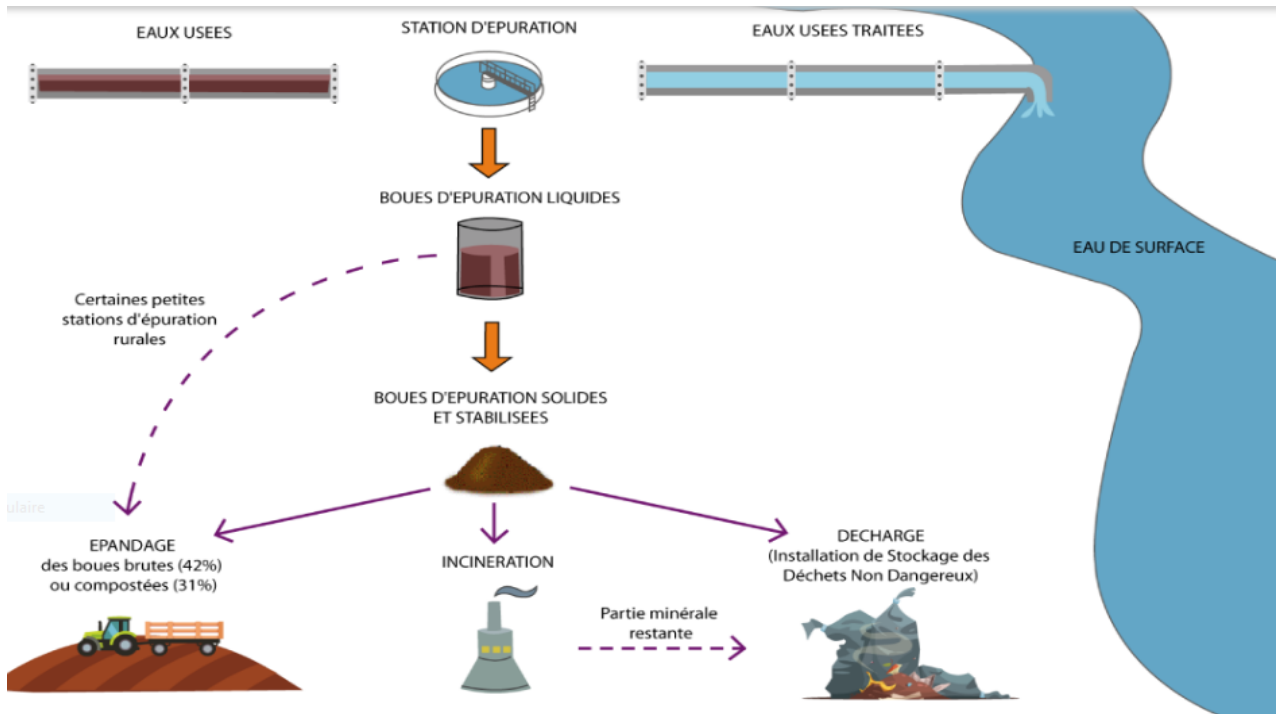 EAUX USEES
STATION D'EPURATION
EAUX USEES TRAITEES
BOUES D'EPURATION LIQUIDES
EAU DE SURFACE
Certaines petites
stations d'épuration
rurales
BOUES D'EPURATION SOLIDES
ET STABILISEES
ulaire
EPANDAGE
des boues brutes (42%)
ou compostées (31%)
INCINERATION
DECHARGE
(Installation de Stockage des
Déchets Non Dangereux)
Partie minérale
restante